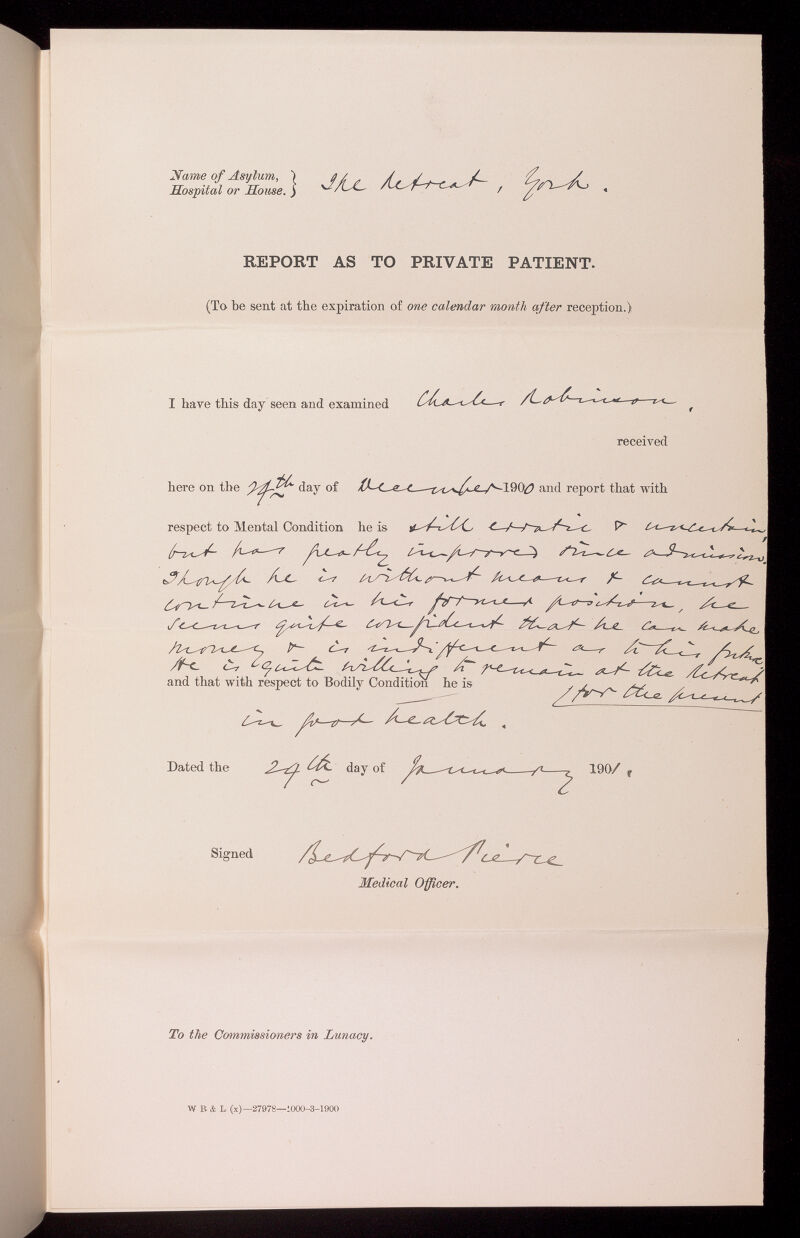 Name of Asylum,
Hospital or House. } The Retreat, York.
REPORT AS TO PRIVATE PATIENT.
(To be sent at the expiration of one calendar month after reception.)
I have this day seen and examined Charles Robinson,
received
here on the 29th day of December 1900 and report that with
respect to Mental Condition he is still erratic & uncertain,
but has greatly improved since admission.
Though he is without means & cannot
continue in his former position, he
seems quite confident that he can make
money & is indifferent as to his future
He is quite willing to remain at the Retreat
and that with respect to Bodily Condition he is
/for the present
in good health.
Dated the 29th day of January 1901.
Signed Bedford Pierce
Medical Officer.
To the Commissioners in Lunacy.
W B & L (x)—27978—1000-3-1900